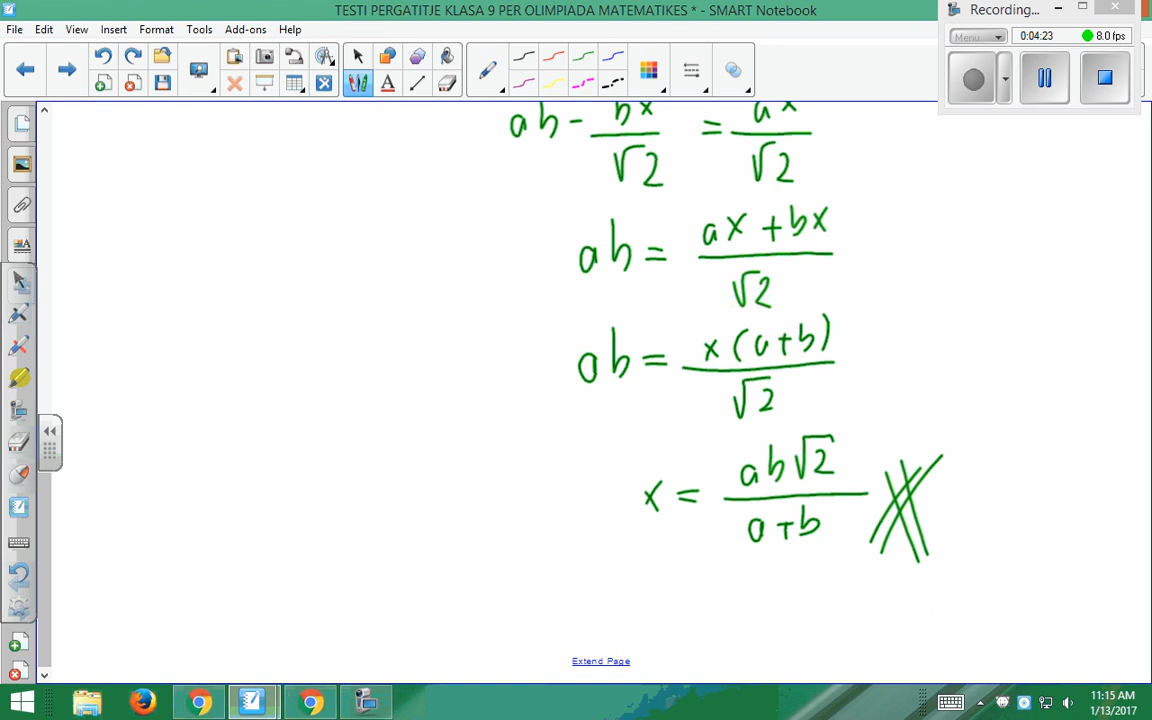 TESTI PERGATITJE KLASA 9 PER OLIMPIADA MATEMATIKES * - SMART Notebook
Recording...
File Edit View Insert Format Tools Add-ons Help
Menu 0:04:23 8.0 fps
ab - bx/√2 = ax/√2
ab = ax + bx/√2
ab = x(a+b)/√2
x = ab√2/a+b
Extend Page
11:15 AM
1/13/2017